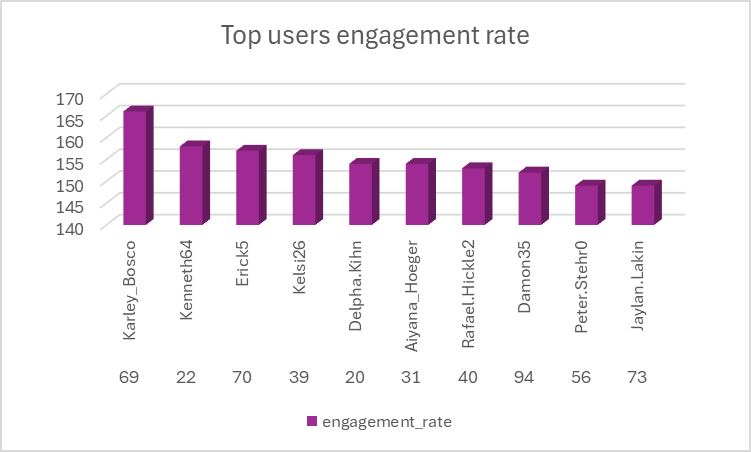 Top users engagement rate
170
165
160
155
150
145
140
Karley_Bosco
Kenneth64
Erick5
Kelsi26
Delpha.Kihn
Aiyana_Hoeger
Rafael.Hickle2
Damon35
Peter.Stehr0
Jaylan.Lakin
69 22 70 39 20 31 40 94 56 73
engagement_rate